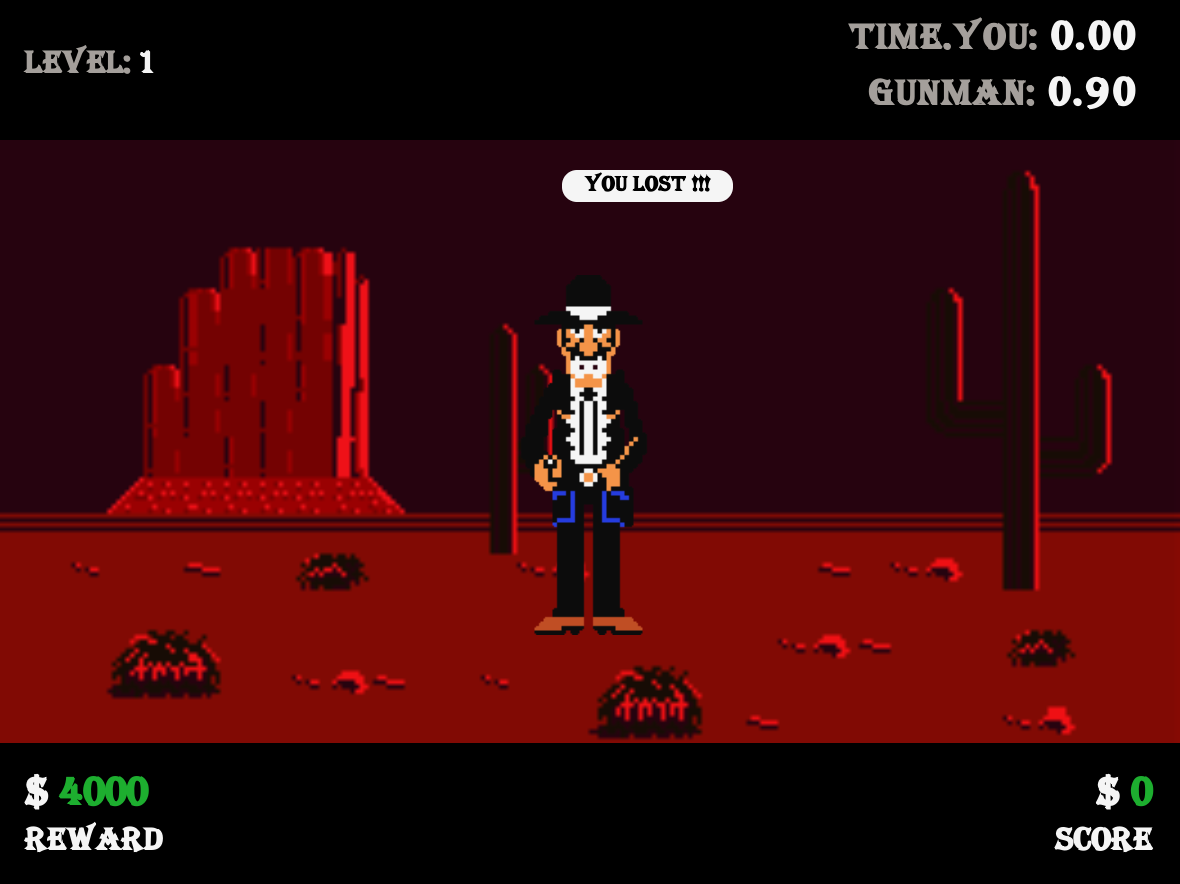 LEVEL: 1
TIME.YOU: 0.00
GUNMAN: 0.90
YOU LOST !!!
$ 4000
REWARD
$ 0
SCORE